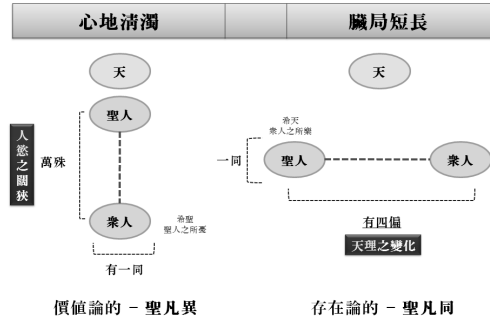 心地淸濁
臟局短長
天
聖人
萬殊
人慾之闊狹
衆人
希聖
聖人之所憂
有一同
價値論的 – 聖凡異
天
希天
衆人之所樂
一同
聖人
衆人
有四偏
天理之變化
存在論的 – 聖凡同